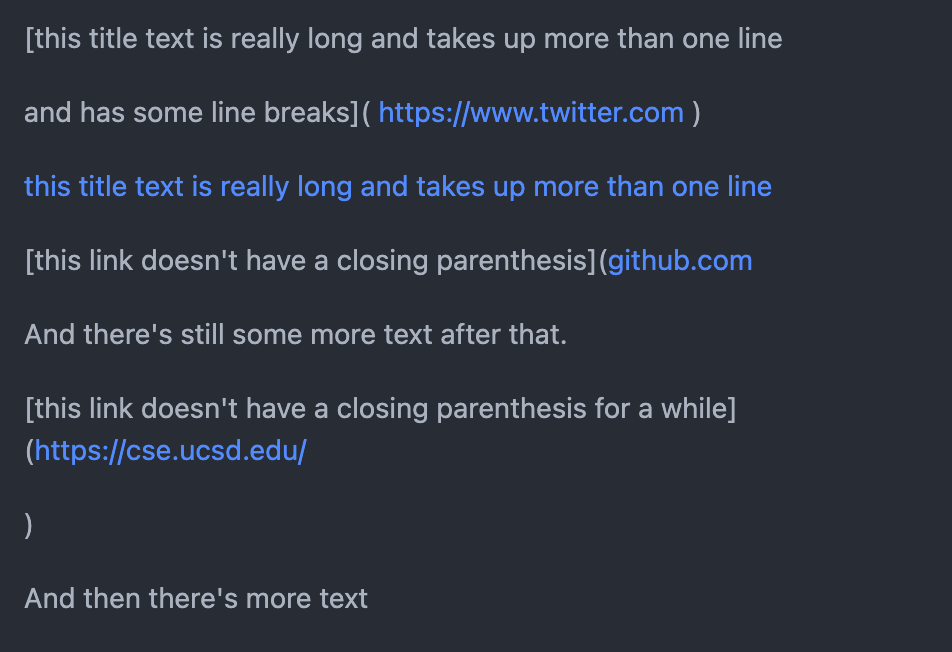 [this title text is really long and takes up more than one line
and has some line breaks]( https://www.twitter.com )
this title text is really long and takes up more than one line
[this link doesn't have a closing parenthesis](github.com
And there's still some more text after that.
[this link doesn't have a closing parenthesis for a while]
(https://cse.ucsd.edu/
)
And then there's more text